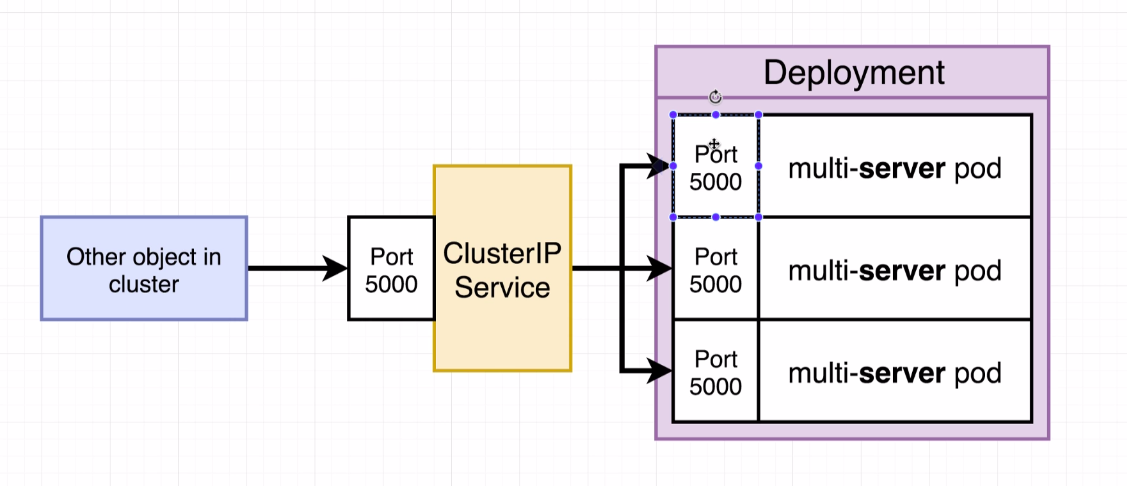 Deployment
Port
5000
multi-server pod
Other object in
cluster
Port
5000
ClusterIP
Service
Port
5000
multi-server pod
Port
5000
multi-server pod